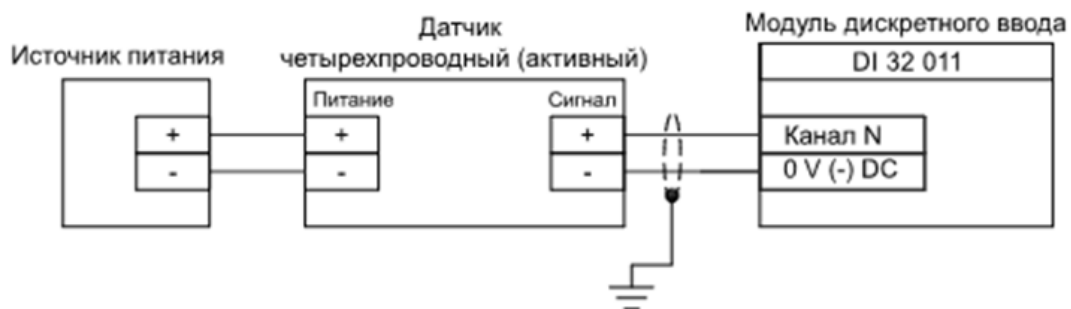 Датчик
четырехпроводный (активный)
Модуль дискретного ввода
Источник питания
DI 32 011
Питание
Сигнал
+
+
+
Канал N
-
-
-
0 V (-) DC